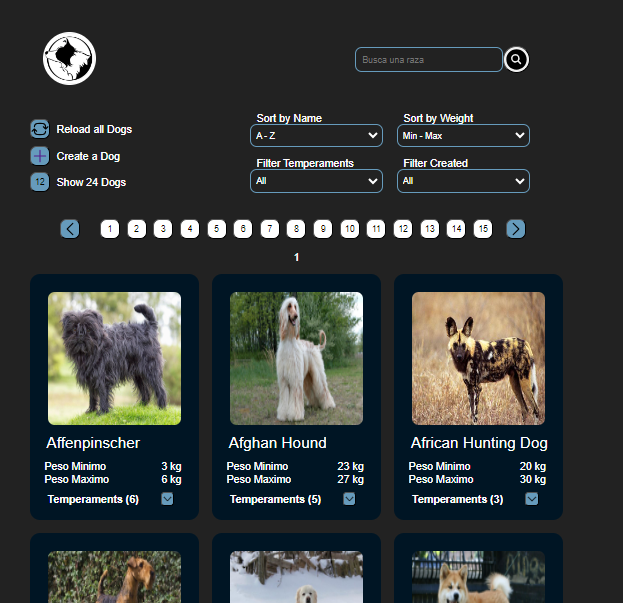 Busca una raza
Reload all Dogs
Create a Dog
12 Show 24 Dogs
Sort by Name
A - Z
Sort by Weight
Min - Max
Filter Temperaments
All
Filter Created
All
1 2 3 4 5 6 7 8 9 10 11 12 13 14 15
1
Affenpinscher
Peso Minimo 3 kg
Peso Maximo 6 kg
Temperaments (6)
Afghan Hound
Peso Minimo 23 kg
Peso Maximo 27 kg
Temperaments (5)
African Hunting Dog
Peso Minimo 20 kg
Peso Maximo 30 kg
Temperaments (3)